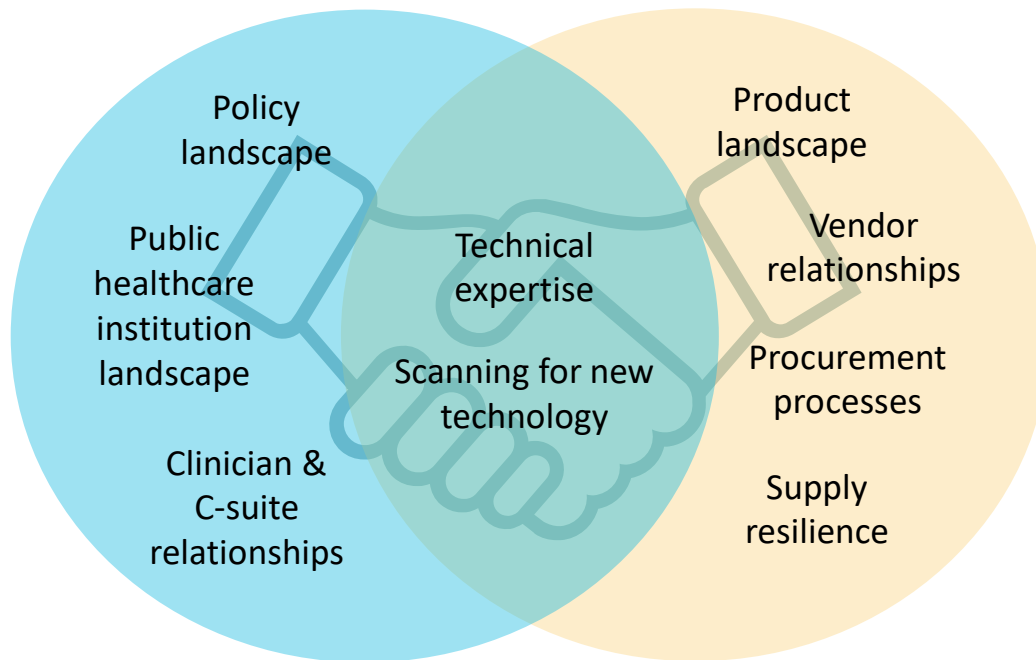 Policy
landscape
Public
healthcare
institution
landscape
Clinician &
C-suite
relationships
Technical
expertise
Scanning for new
technology
Product
landscape
Vendor
relationships
Procurement
processes
Supply
resilience